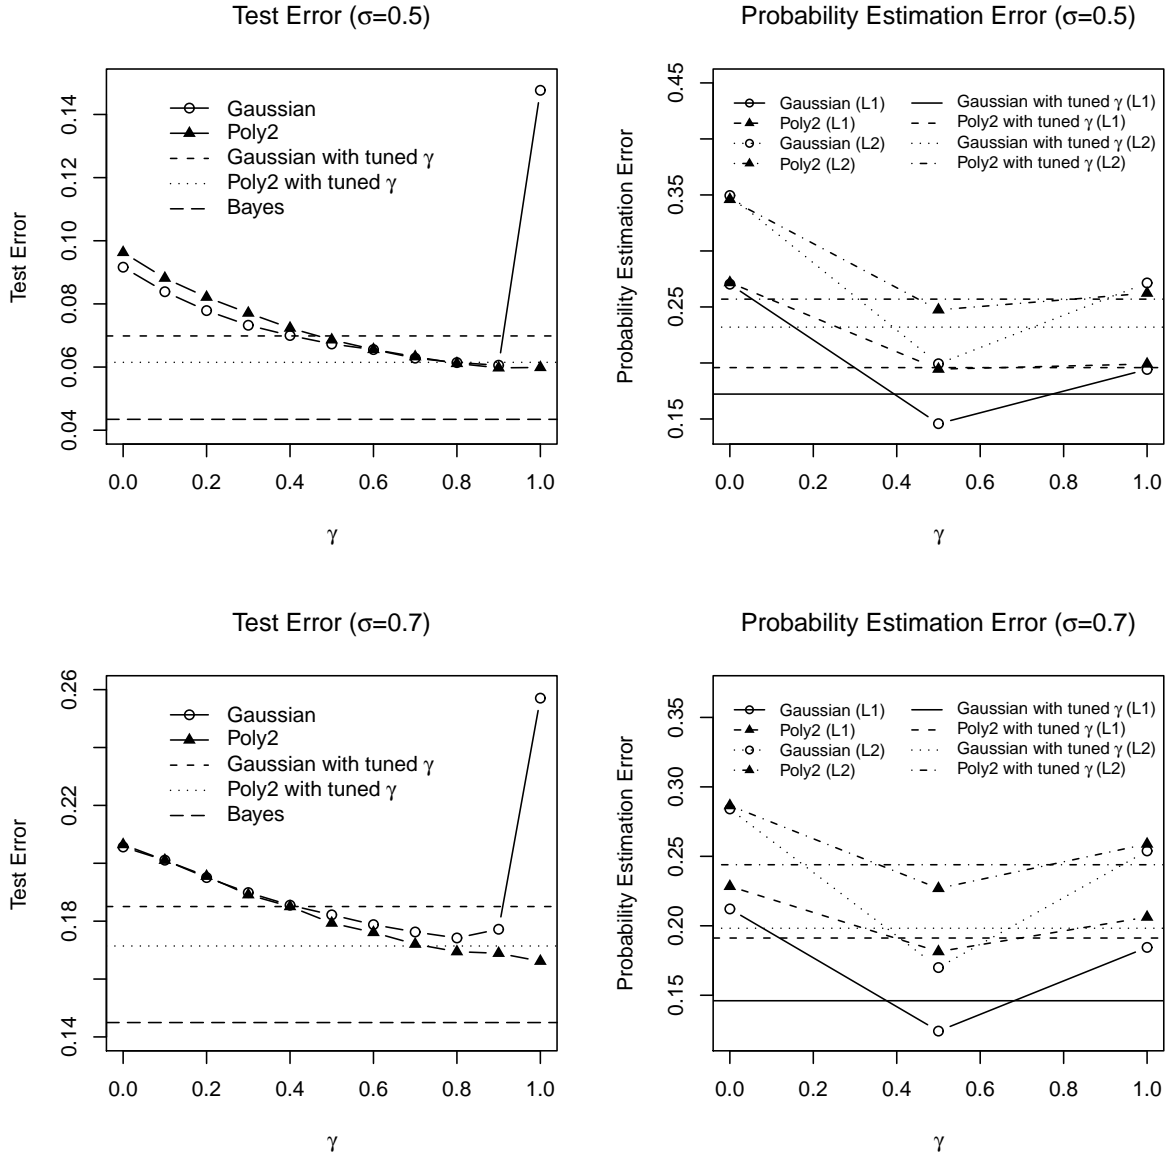 Test Error (σ=0.5)
Test Error
0.04 0.06 0.08 0.10 0.12 0.14
Gaussian
Poly2
Gaussian with tuned γ
Poly2 with tuned γ
Bayes
0.0 0.2 0.4 0.6 0.8 1.0
γ
Probability Estimation Error (σ=0.5)
Probability Estimation Error
0.15 0.25 0.35 0.45
Gaussian (L1)
Poly2 (L1)
Gaussian (L2)
Poly2 (L2)
Gaussian with tuned γ (L1)
Poly2 with tuned γ (L1)
Gaussian with tuned γ (L2)
Poly2 with tuned γ (L2)
0.0 0.2 0.4 0.6 0.8 1.0
γ
Test Error (σ=0.7)
Test Error
0.14 0.18 0.22 0.26
Gaussian
Poly2
Gaussian with tuned γ
Poly2 with tuned γ
Bayes
0.0 0.2 0.4 0.6 0.8 1.0
γ
Probability Estimation Error (σ=0.7)
Probability Estimation Error
0.15 0.20 0.25 0.30 0.35
Gaussian (L1)
Poly2 (L1)
Gaussian (L2)
Poly2 (L2)
Gaussian with tuned γ (L1)
Poly2 with tuned γ (L1)
Gaussian with tuned γ (L2)
Poly2 with tuned γ (L2)
0.0 0.2 0.4 0.6 0.8 1.0
γ